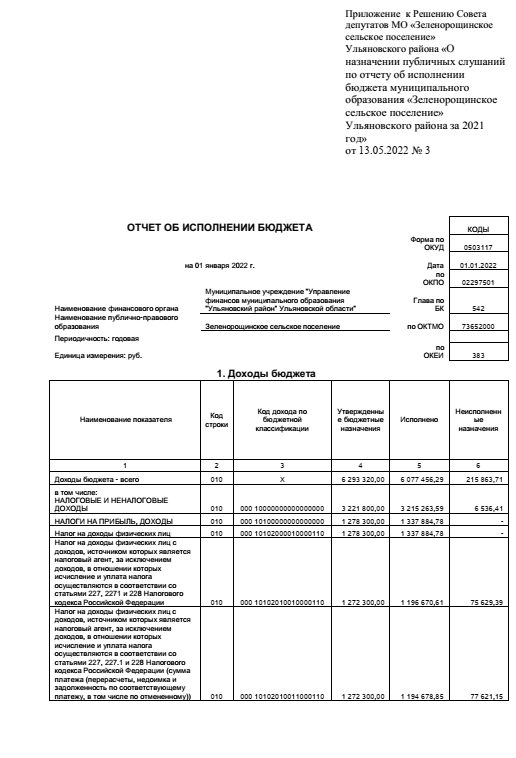 Приложение к Решению Совета
депутатов МО «Зеленорощинское
сельское поселение»
Ульяновского района «О
назначении публичных слушаний
по отчету об исполнении
бюджета муниципального
образования «Зеленорощинское
сельское поселение»
Ульяновского района за 2021
год»
от 13.05.2022 № 3
ОТЧЕТ ОБ ИСПОЛНЕНИИ БЮДЖЕТА
КОДЫ
Форма по
ОКУД 0503117
на 01 января 2022 г. Дата 01.01.2022
по
ОКПО 02297501
Муниципальное учреждение "Управление
финансов муниципального образования
Наименование финансового органа "Ульяновский район" Ульяновской области"
Глава по
БК 542
Наименование публично-правового
образования Зеленорощинское сельское поселение по ОКТМО 73652000
Периодичность: годовая
Единица измерения: руб.
по
ОКЕИ 383
1. Доходы бюджета
Наименование показателя
Код
строки
Код дохода по
бюджетной
классификации
Утвержденны
е бюджетные
назначения
Исполнено
Неисполненн
ые
назначения
1 2 3 4 5 6
Доходы бюджета - всего 010 X 6 293 320,00 6 077 456,29 215 863,71
в том числе:
НАЛОГОВЫЕ И НЕНАЛОГОВЫЕ
ДОХОДЫ 010 000 10000000000000000 3 221 800,00 3 215 263,59 6 536,41
НАЛОГИ НА ПРИБЫЛЬ, ДОХОДЫ 010 000 10100000000000000 1 278 300,00 1 337 884,78 -
Налог на доходы физических лиц 010 000 10102000010000110 1 278 300,00 1 337 884,78 -
Налог на доходы физических лиц с
доходов, источником которых является
налоговый агент, за исключением
доходов, в отношении которых
исчисление и уплата налога
осуществляются в соответствии со
статьями 227, 2271 и 228 Налогового
кодекса Российской Федерации 010 000 10102010010000110 1 272 300,00 1 196 670,61 75 629,39
Налог на доходы физических лиц с
доходов, источником которых является
налоговый агент, за исключением
доходов, в отношении которых
исчисление и уплата налога
осуществляются в соответствии со
статьями 227, 227.1 и 228 Налогового
кодекса Российской Федерации (сумма
платежа (перерасчеты, недоимка и
задолженность по соответствующему
платежу, в том числе по отмененному)) 010 000 10102010011000110 1 272 300,00 1 194 678,85 77 621,15